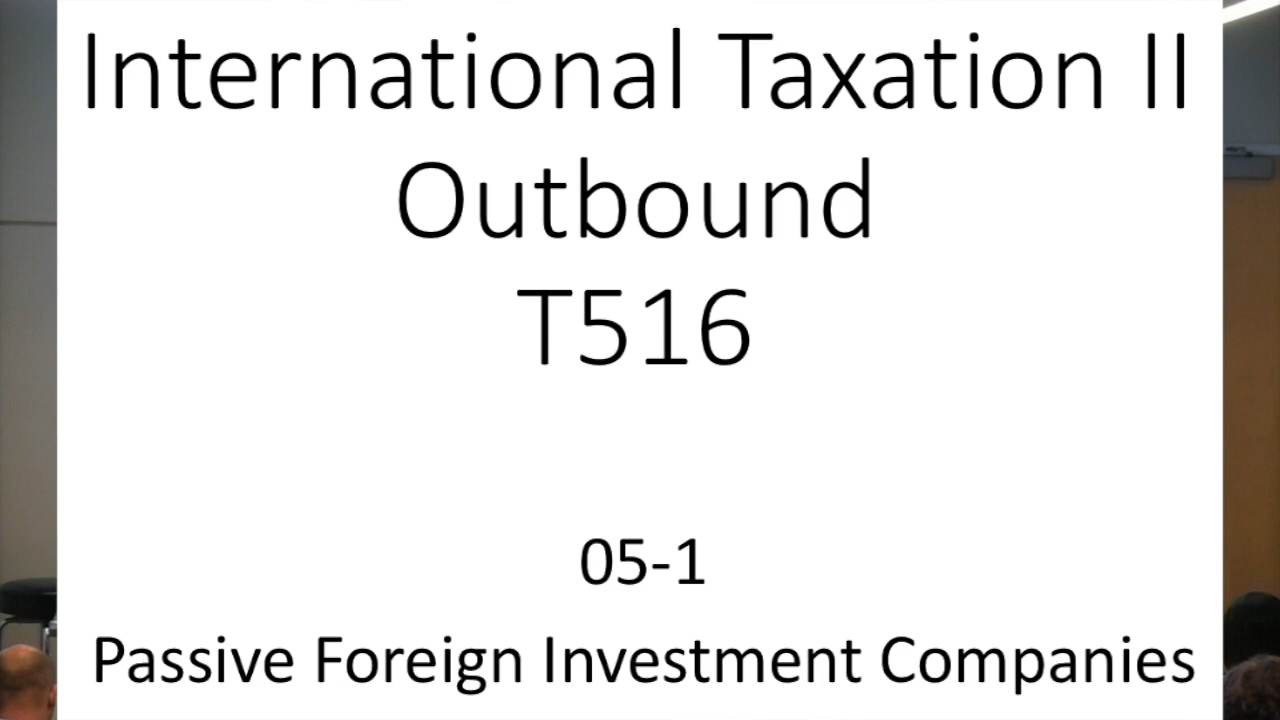 International Taxation II
Outbound
T516
05-1
Passive Foreign Investment Companies